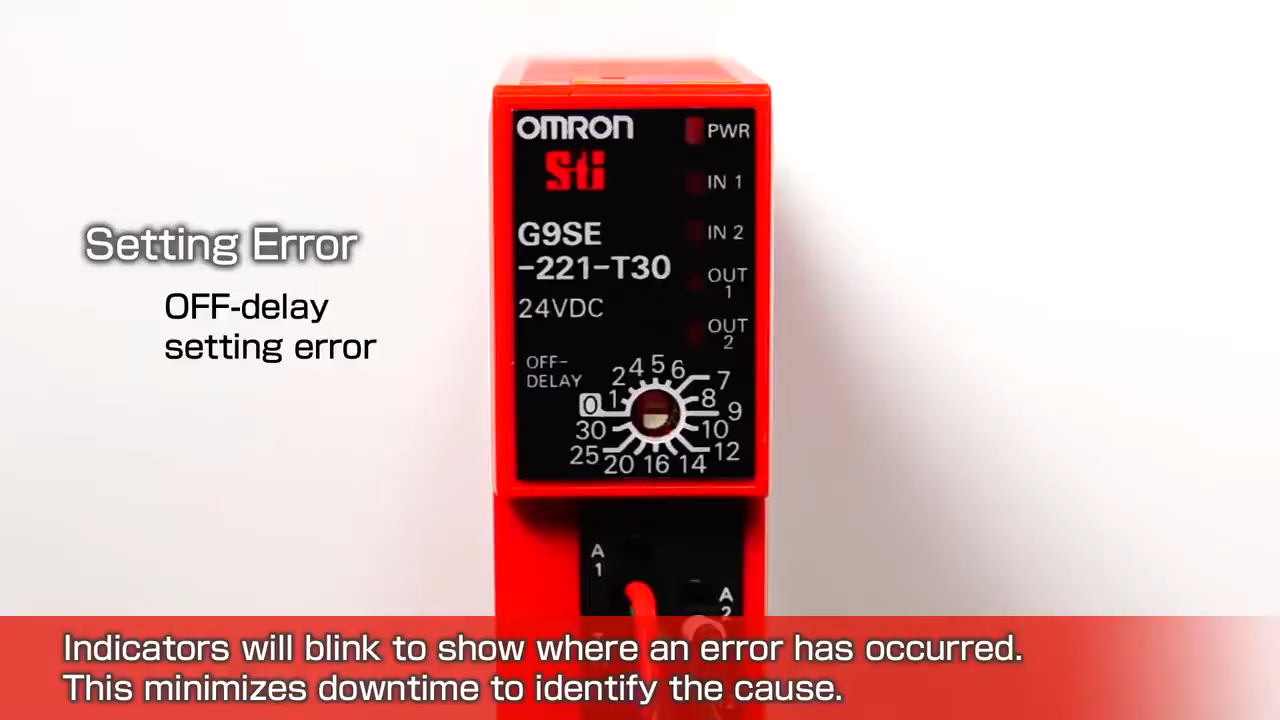 Setting Error
OFF-delay
setting error
OMRON
Sti
G9SE
-221-T30
24VDC
PWR
IN 1
IN 2
OUT
1
OUT
2
OFF-
DELAY
0
1
2
4
5
6
7
8
9
10
12
14
16
20
25
30
A
1
A
2
Indicators will blink to show where an error has occurred.
This minimizes downtime to identify the cause.